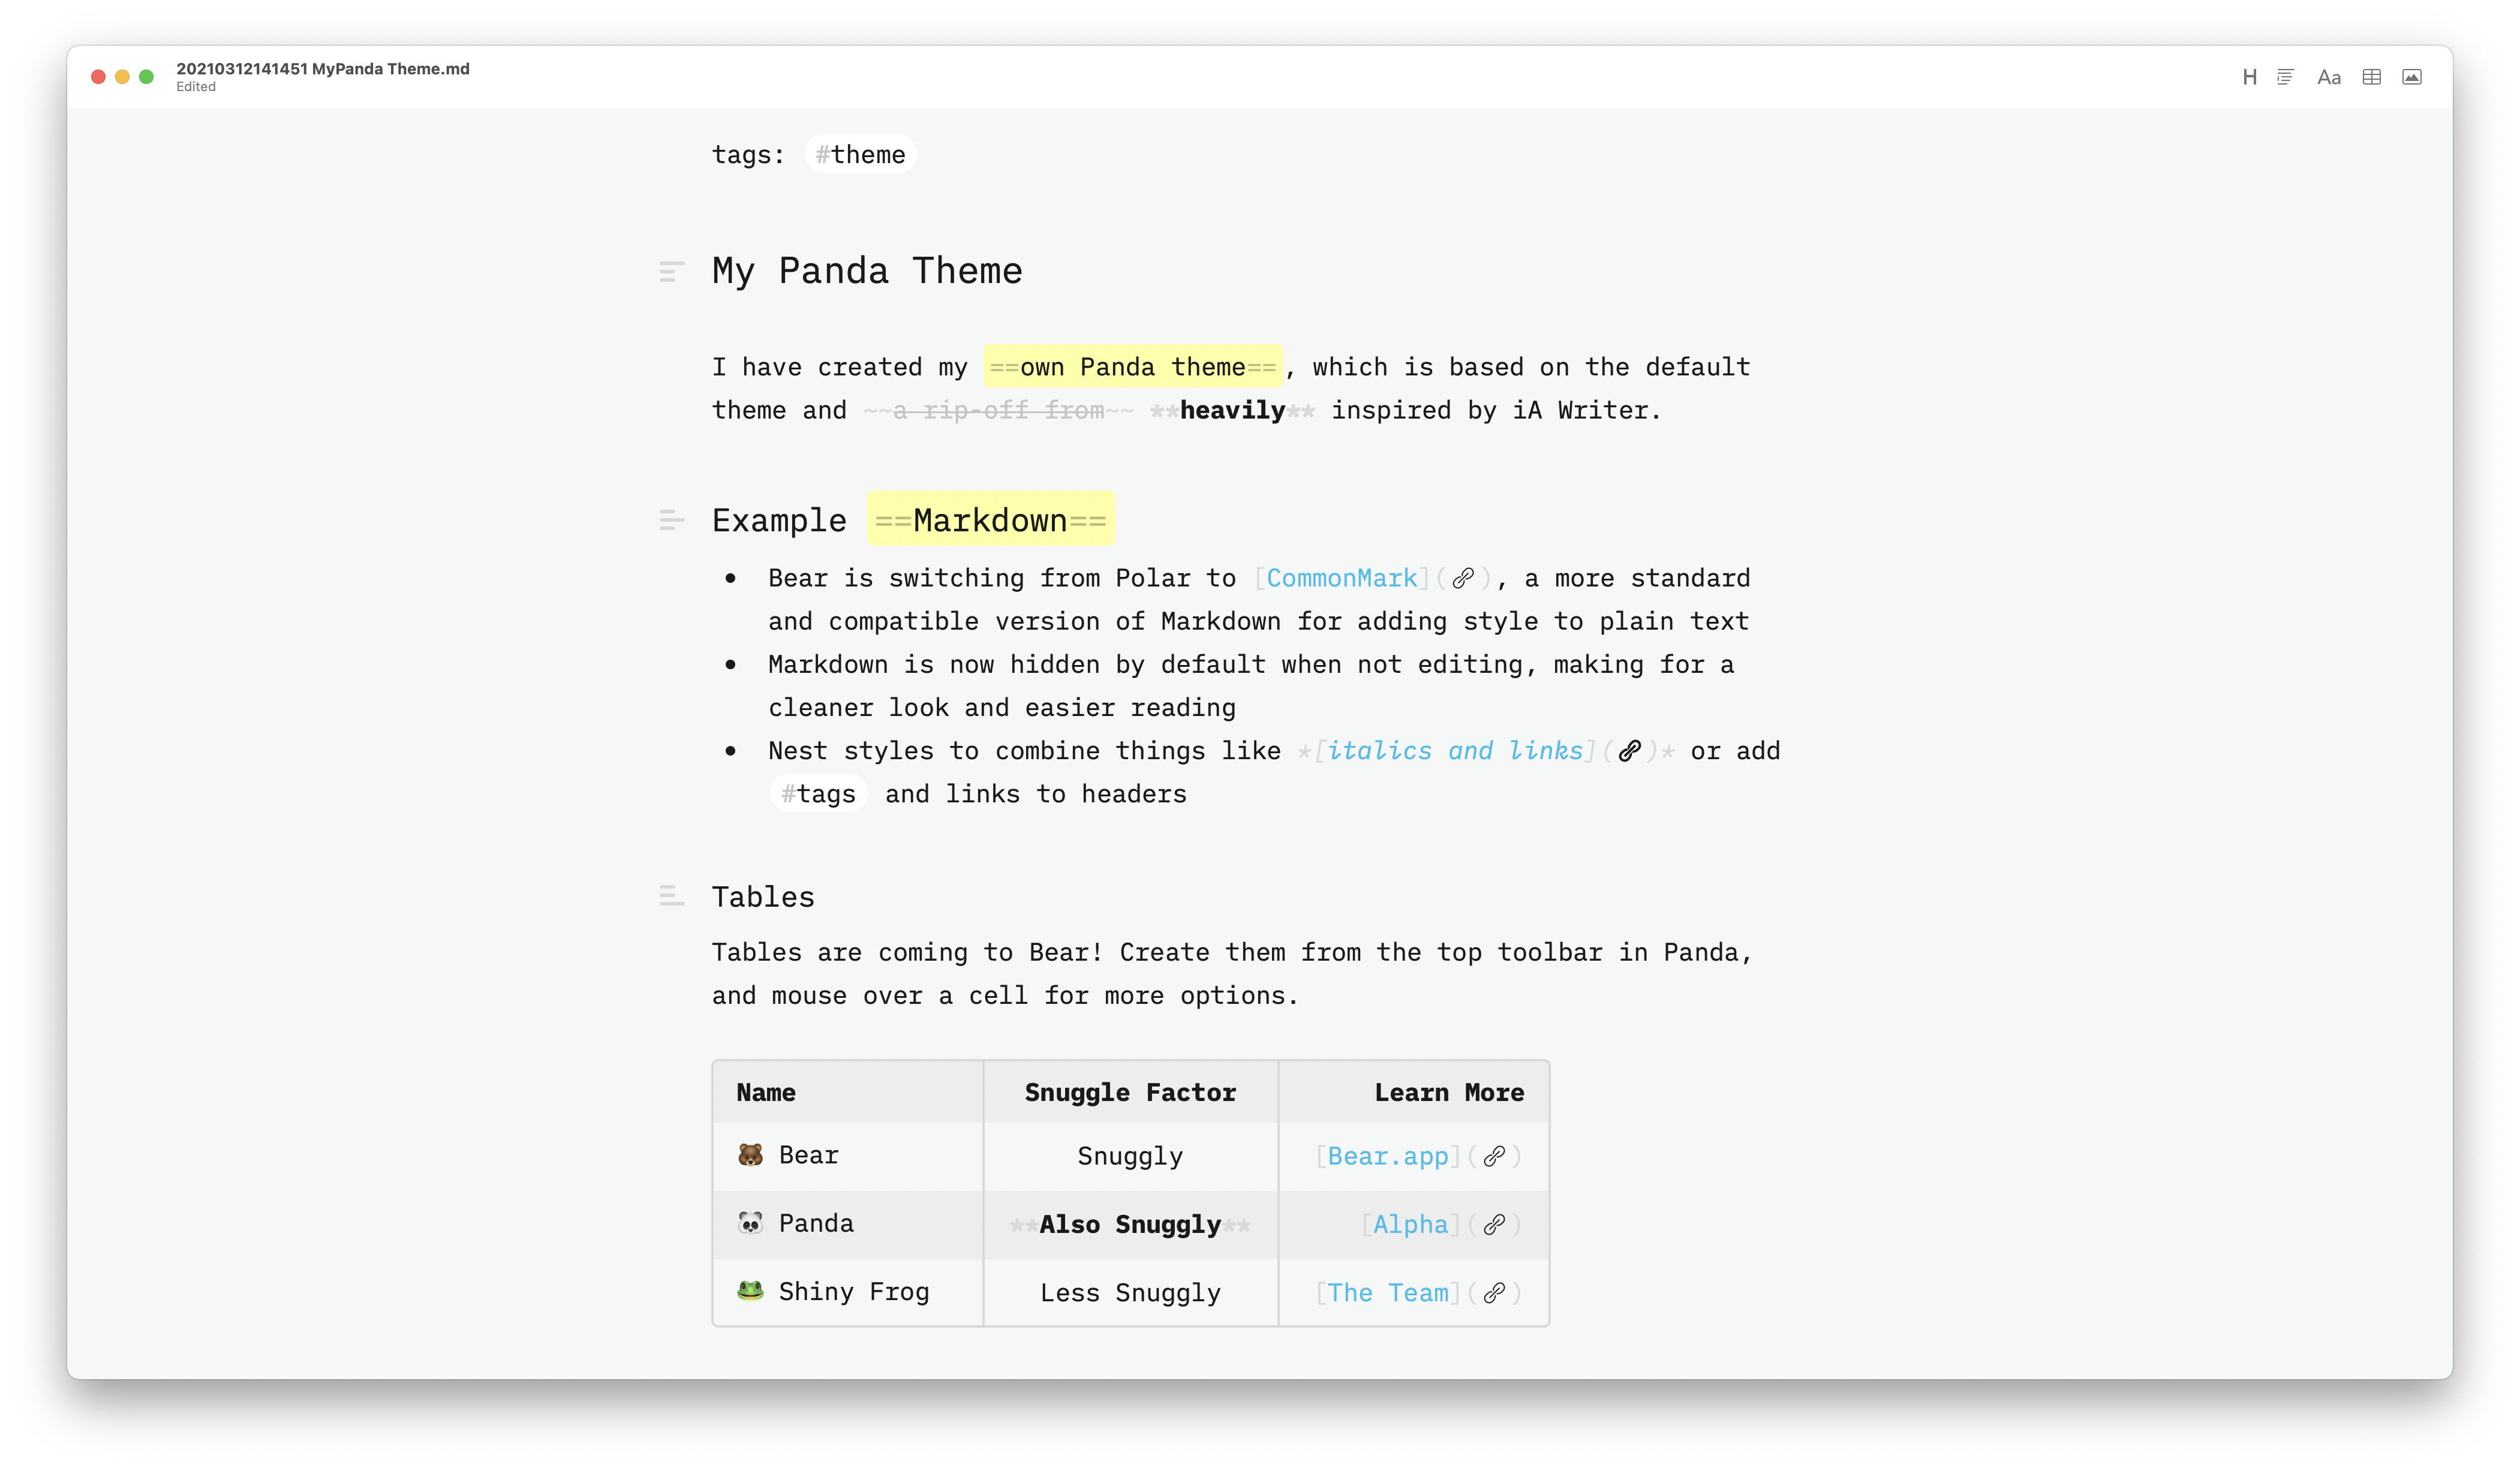 20210312141451 MyPanda Theme.md
Edited
H Aa
tags: #theme
My Panda Theme
I have created my ==own Panda theme==, which is based on the default
theme and ~~a rip-off from~~ **heavily** inspired by iA Writer.
Example ==Markdown==
• Bear is switching from Polar to [CommonMark](🔗), a more standard
and compatible version of Markdown for adding style to plain text
• Markdown is now hidden by default when not editing, making for a
cleaner look and easier reading
• Nest styles to combine things like *[italics and links](🔗)* or add
#tags and links to headers
Tables
Tables are coming to Bear! Create them from the top toolbar in Panda,
and mouse over a cell for more options.
Name Snuggle Factor Learn More
🐻 Bear Snuggly [Bear.app](🔗)
🐼 Panda **Also Snuggly** [Alpha](🔗)
🐸 Shiny Frog Less Snuggly [The Team](🔗)